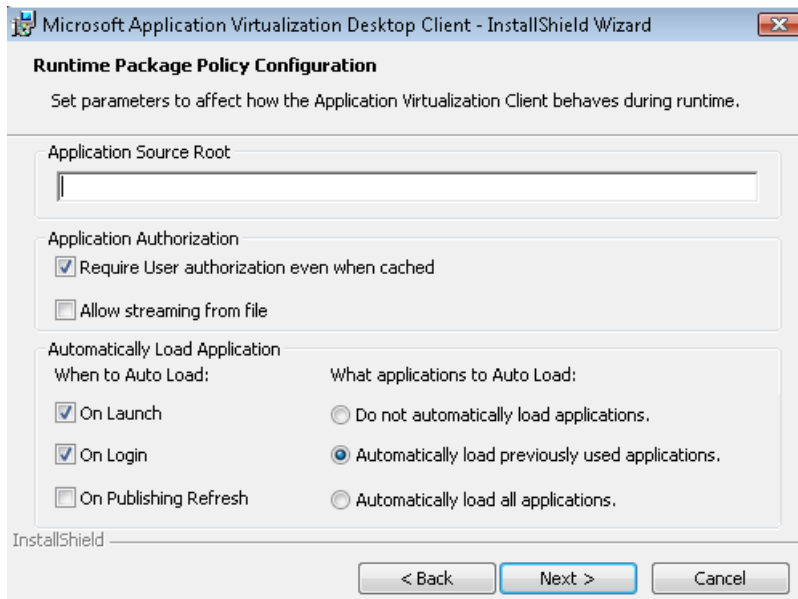 Microsoft Application Virtualization Desktop Client - InstallShield Wizard
Runtime Package Policy Configuration
Set parameters to affect how the Application Virtualization Client behaves during runtime.
Application Source Root
Application Authorization
Require User authorization even when cached
Allow streaming from file
Automatically Load Application
When to Auto Load: What applications to Auto Load:
On Launch Do not automatically load applications.
On Login Automatically load previously used applications.
On Publishing Refresh Automatically load all applications.
InstallShield
< Back Next > Cancel